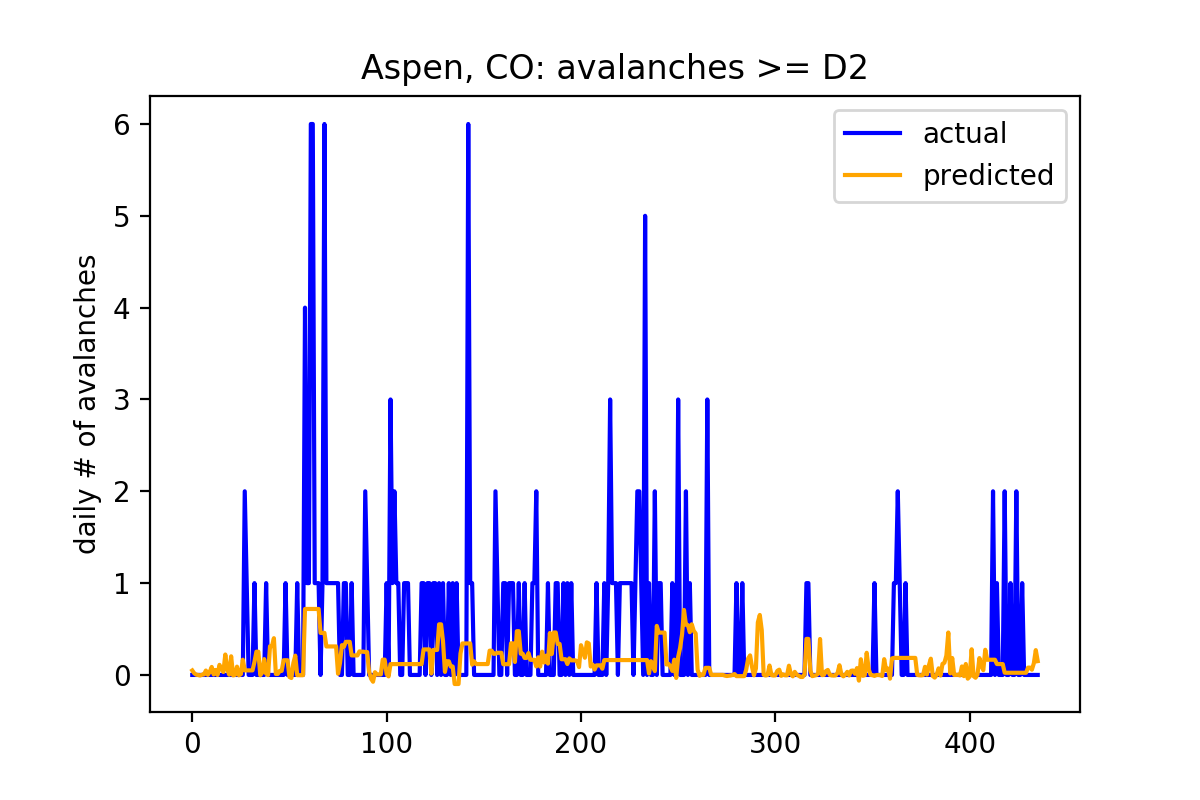 Aspen, CO: avalanches >= D2
actual
predicted
daily # of avalanches
6
5
4
3
2
1
0
0 100 200 300 400